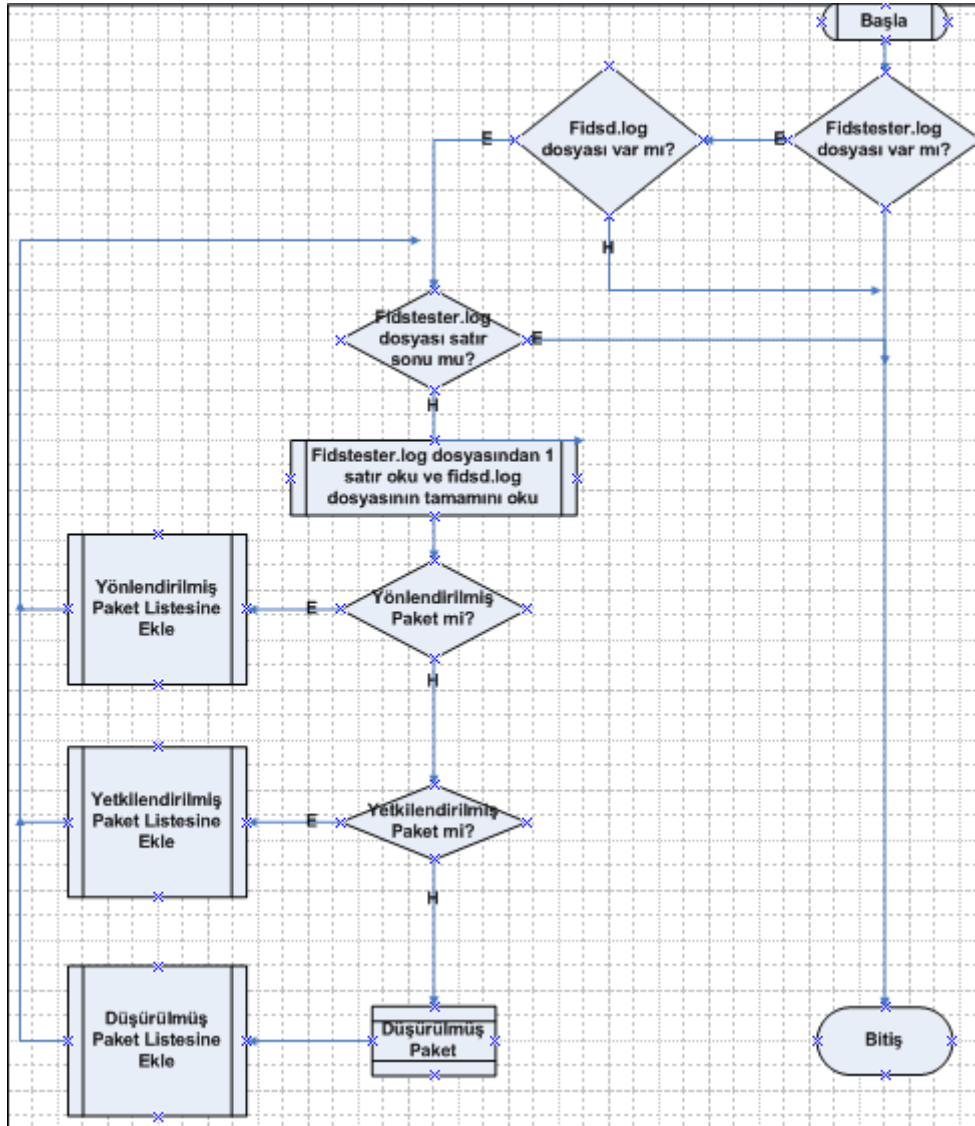 Başla
Fidstester.log
dosyası var mı?
E
Fidsd.log
dosyası var mı?
E
H
Fidstester.log
dosyası satır
sonu mu?
E
H
Fidstester.log dosyasından 1
satır oku ve fidsd.log
dosyasının tamamını oku
Yönlendirilmiş
Paket mi?
E
Yönlendirilmiş
Paket Listesine
Ekle
H
Yetkilendirilmiş
Paket mi?
E
Yetkilendirilmiş
Paket Listesine
Ekle
H
Düşürülmüş
Paket
Düşürülmüş
Paket Listesine
Ekle
Bitiş